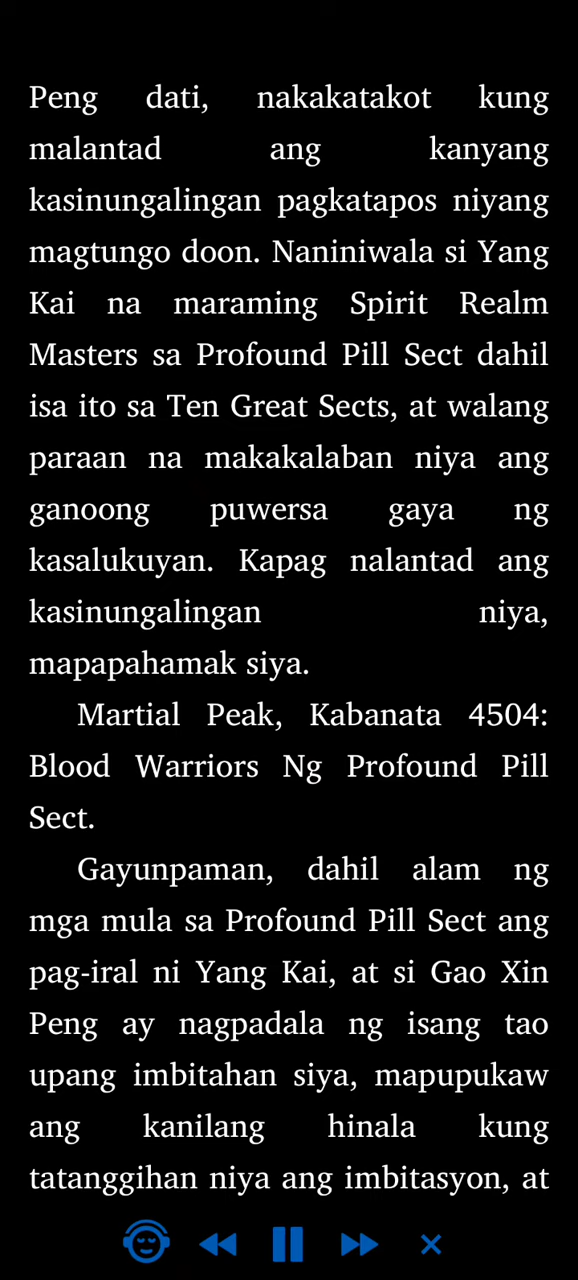 Peng dati, nakakatakot kung
malantad ang kanyang
kasinungalingan pagkatapos niyang
magtungo doon. Naniniwala si Yang
Kai na maraming Spirit Realm
Masters sa Profound Pill Sect dahil
isa ito sa Ten Great Sects, at walang
paraan na makakalaban niya ang
ganoong puwersa gaya ng
kasalukuyan. Kapag nalantad ang
kasinungalingan niya,
mapapahamak siya.
Martial Peak, Kabanata 4504:
Blood Warriors Ng Profound Pill
Sect.
Gayunpaman, dahil alam ng
mga mula sa Profound Pill Sect ang
pag-iral ni Yang Kai, at si Gao Xin
Peng ay nagpadala ng isang tao
upang imbitahan siya, mapupukaw
ang kanilang hinala kung
tatanggihan niya ang imbitasyon, at